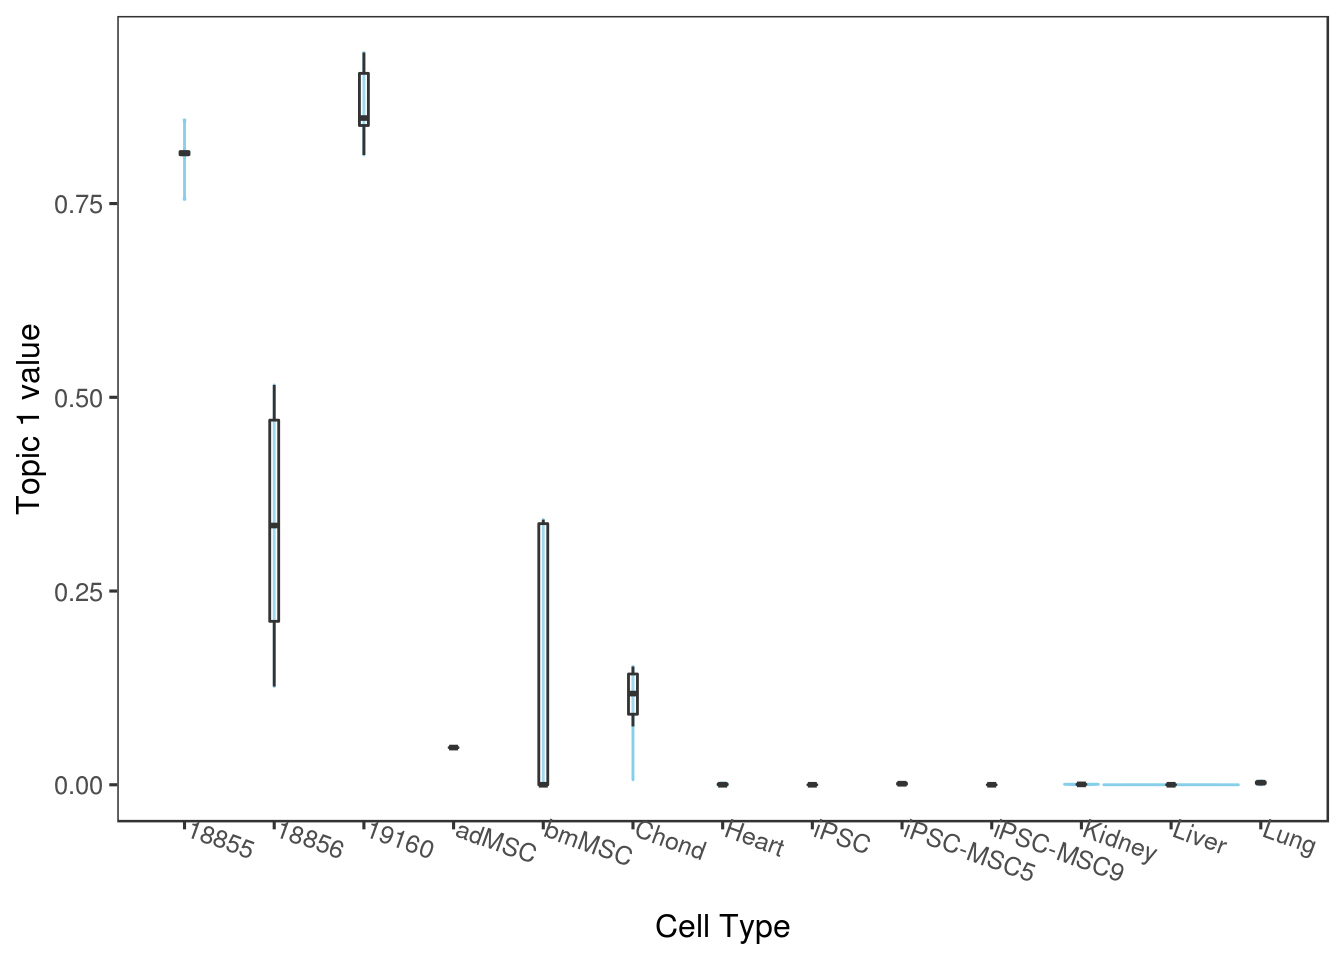 Topic 1 value
0.75
0.50
0.25
0.00
18855 18856 19160 adMSC bmMSC Chond Heart iPSC iPSC-MSC5 iPSC-MSC9 Kidney Liver Lung
Cell Type